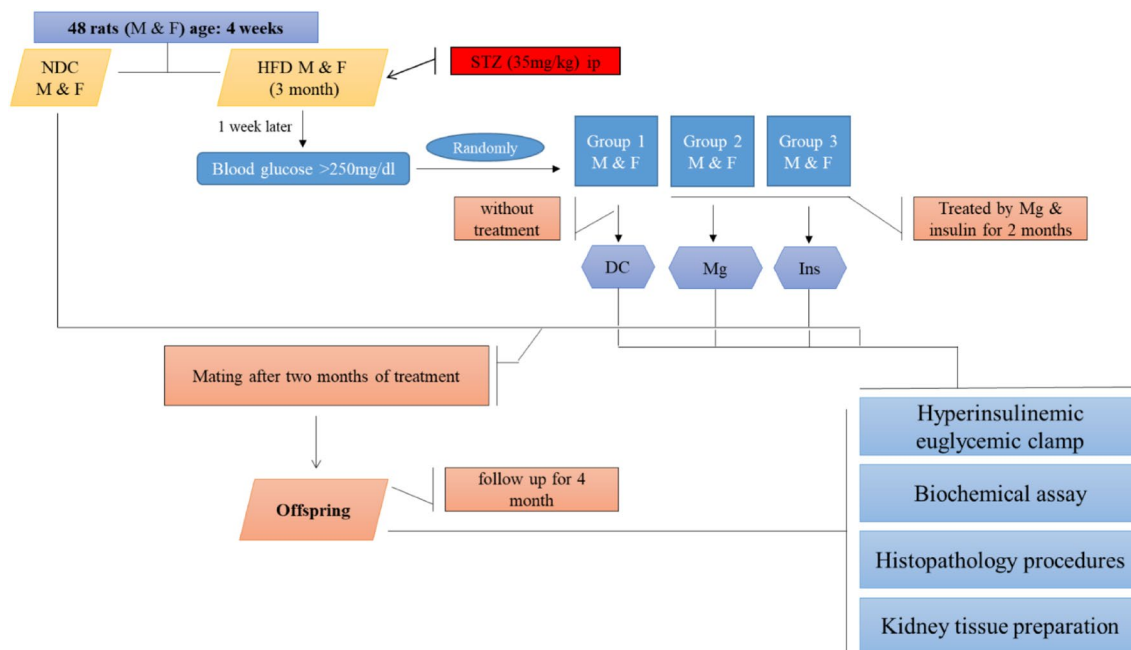 48 rats (M & F) age: 4 weeks
NDC
M & F
HFD M & F
(3 month)
STZ (35mg/kg) ip
1 week later
Blood glucose >250mg/dl
Randomly
Group 1
M & F
Group 2
M & F
Group 3
M & F
without
treatment
Treated by Mg &
insulin for 2 months
DC
Mg
Ins
Mating after two months of treatment
Offspring
follow up for 4
month
Hyperinsulinemic
euglycemic clamp
Biochemical assay
Histopathology procedures
Kidney tissue preparation